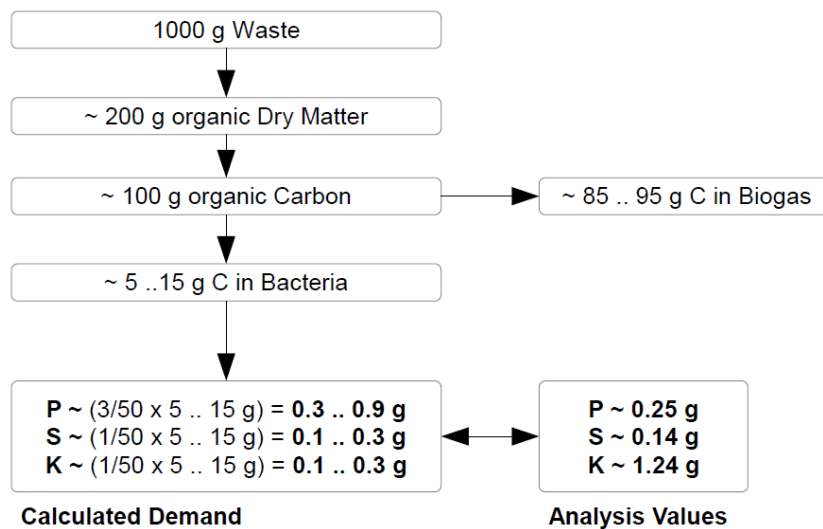 1000 g Waste
~ 200 g organic Dry Matter
~ 100 g organic Carbon
~ 85 .. 95 g C in Biogas
~ 5 ..15 g C in Bacteria
P ~ (3/50 x 5 .. 15 g) = 0.3 .. 0.9 g
S ~ (1/50 x 5 .. 15 g) = 0.1 .. 0.3 g
K ~ (1/50 x 5 .. 15 g) = 0.1 .. 0.3 g
P ~ 0.25 g
S ~ 0.14 g
K ~ 1.24 g
Calculated Demand
Analysis Values